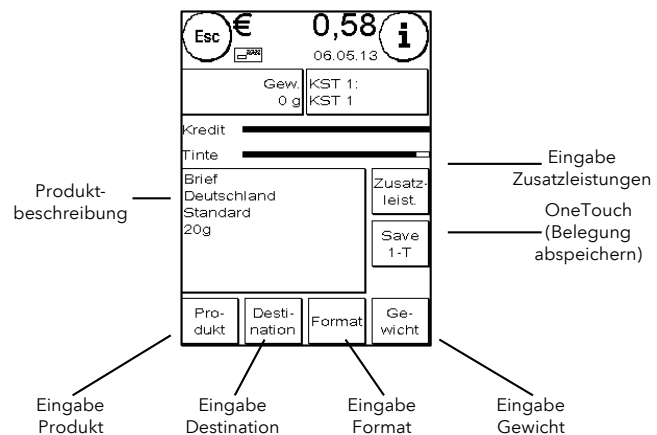 Esc € 0,58 i
06.05.13
Gew. KST 1:
0 g KST 1
Kredit
Tinte
Brief
Deutschland
Standard
20g
Zusatz-
leist.
Save
1-T
Pro-
dukt
Desti-
nation
Format
Ge-
wicht
Produkt-
beschreibung
Eingabe
Zusatzleistungen
OneTouch
(Belegung
abspeichern)
Eingabe
Produkt
Eingabe
Destination
Eingabe
Format
Eingabe
Gewicht